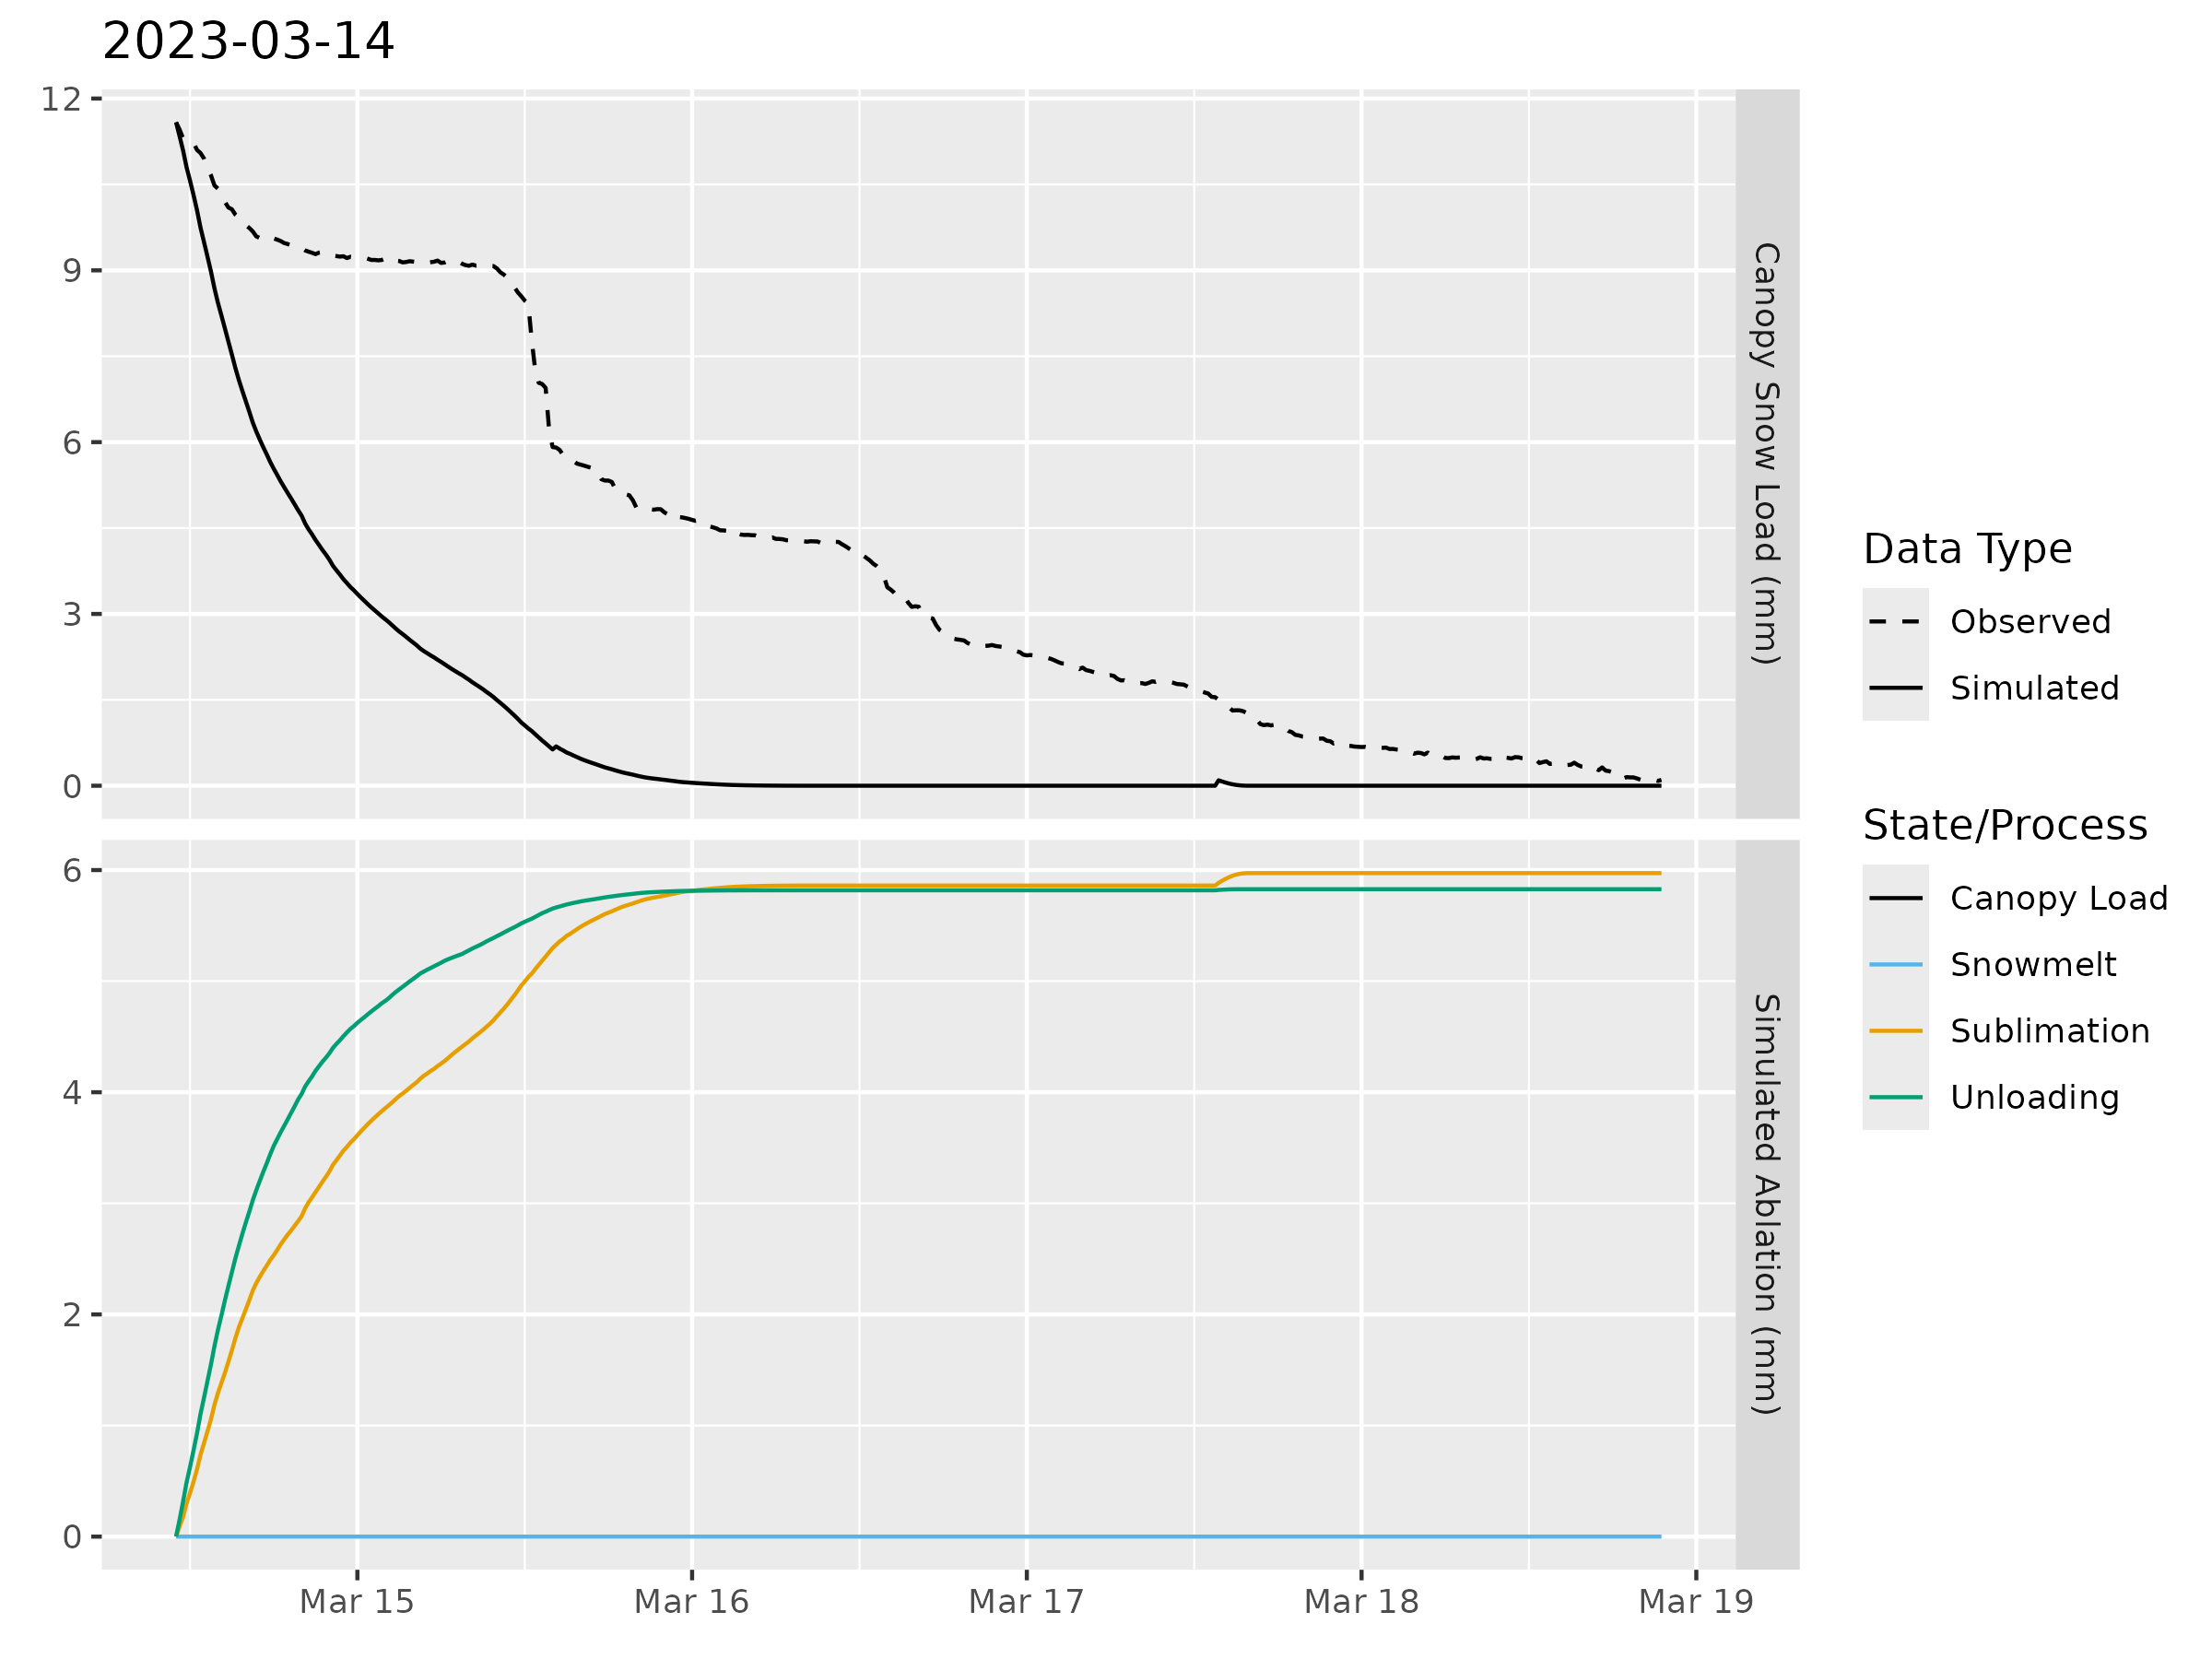 2023-03-14
12
9
6
3
0
Canopy Snow Load (mm)
6
4
2
0
Simulated Ablation (mm)
Mar 15
Mar 16
Mar 17
Mar 18
Mar 19
Data Type
Observed
Simulated
State/Process
Canopy Load
Snowmelt
Sublimation
Unloading